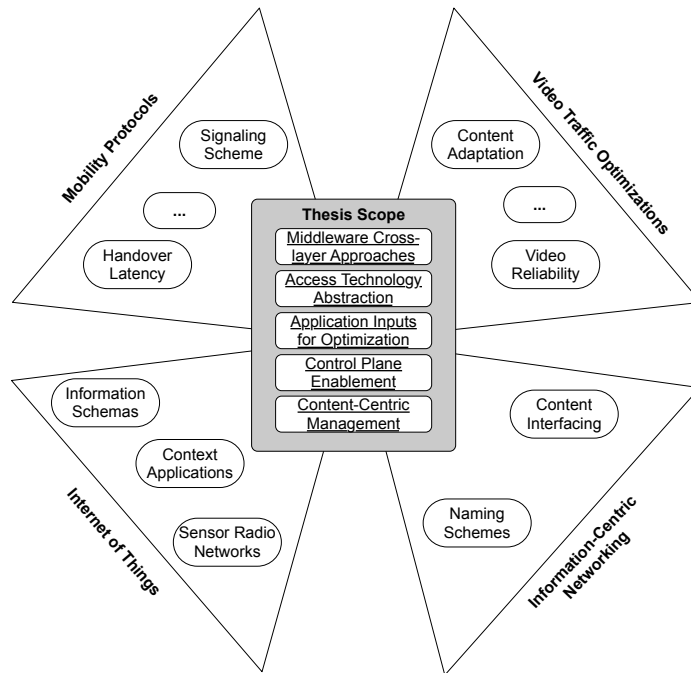 Mobility Protocols
Signaling
Scheme
...
Handover
Latency
Video Traffic Optimizations
Content
Adaptation
...
Video
Reliability
Thesis Scope
Middleware Cross-
layer Approaches
Access Technology
Abstraction
Application Inputs
for Optimization
Control Plane
Enablement
Content-Centric
Management
Internet of Things
Information
Schemas
Context
Applications
Sensor Radio
Networks
Content
Interfacing
Naming
Schemes
Information-Centric
Networking